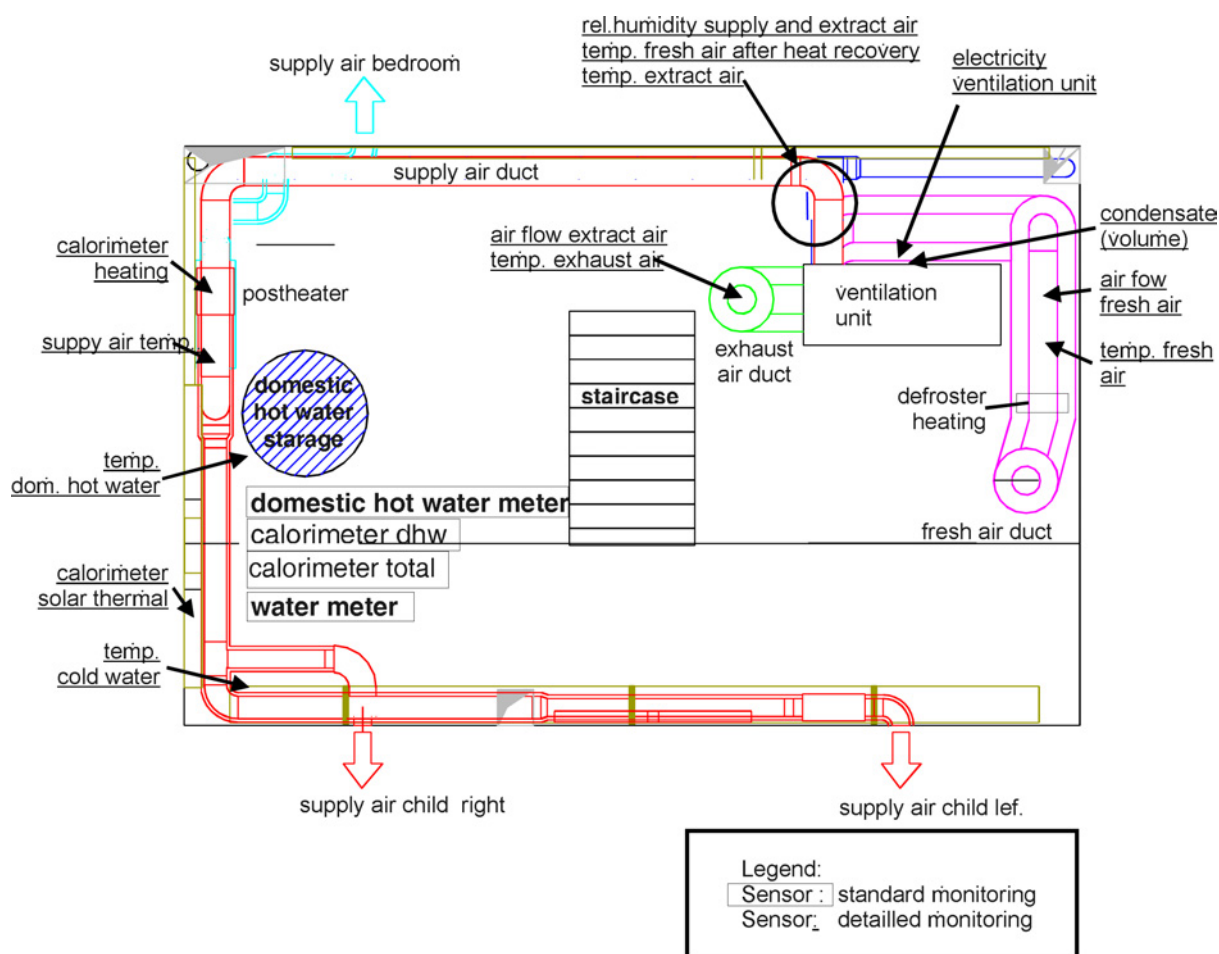 rel.humidity supply and extract air
temp. fresh air after heat recovery
temp. extract air
electricity
ventilation unit
supply air bedroom
supply air duct
condensate
(volume)
calorimeter
heating
air flow extract air
temp. exhaust air
postheater
ventilation
unit
air fow
fresh air
suppy air temp.
exhaust
air duct
temp. fresh
air
domestic
hot water
starage
staircase
defroster
heating
temp.
dom. hot water
domestic hot water meter
calorimeter dhw
fresh air duct
calorimeter total
calorimeter
solar thermal
water meter
temp.
cold water
supply air child right
supply air child lef.
Legend:
Sensor : standard monitoring
Sensor: detailled monitoring